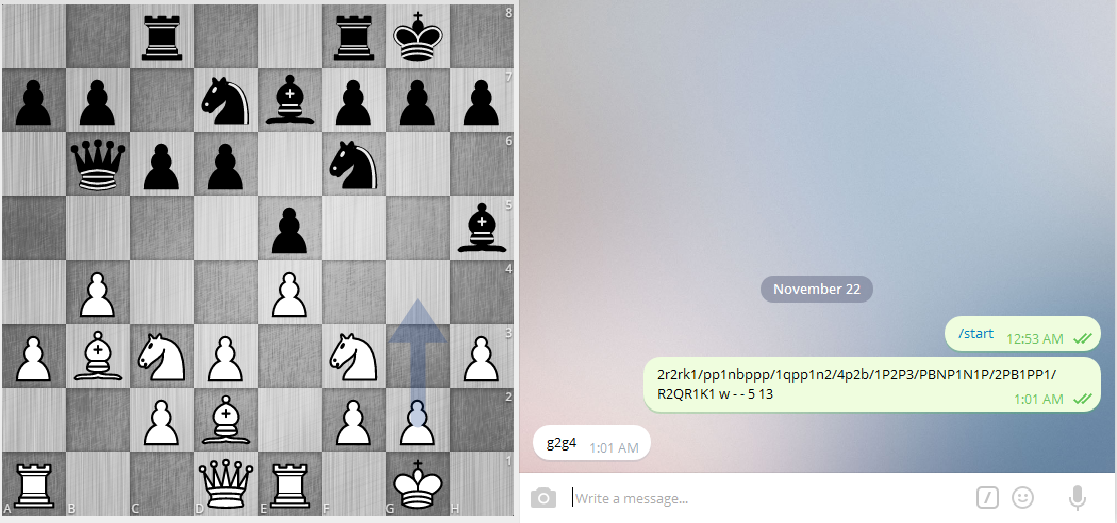 8
7
6
5
4
3
2
1
A B C D E F G H
November 22
/start 12:53 AM
2r2rk1/pp1nbppp/1qpp1n2/4p2b/1P2P3/PBNP1N1P/2PB1PP1/
R2QR1K1 w - - 5 13 1:01 AM
g2g4 1:01 AM
Write a message...